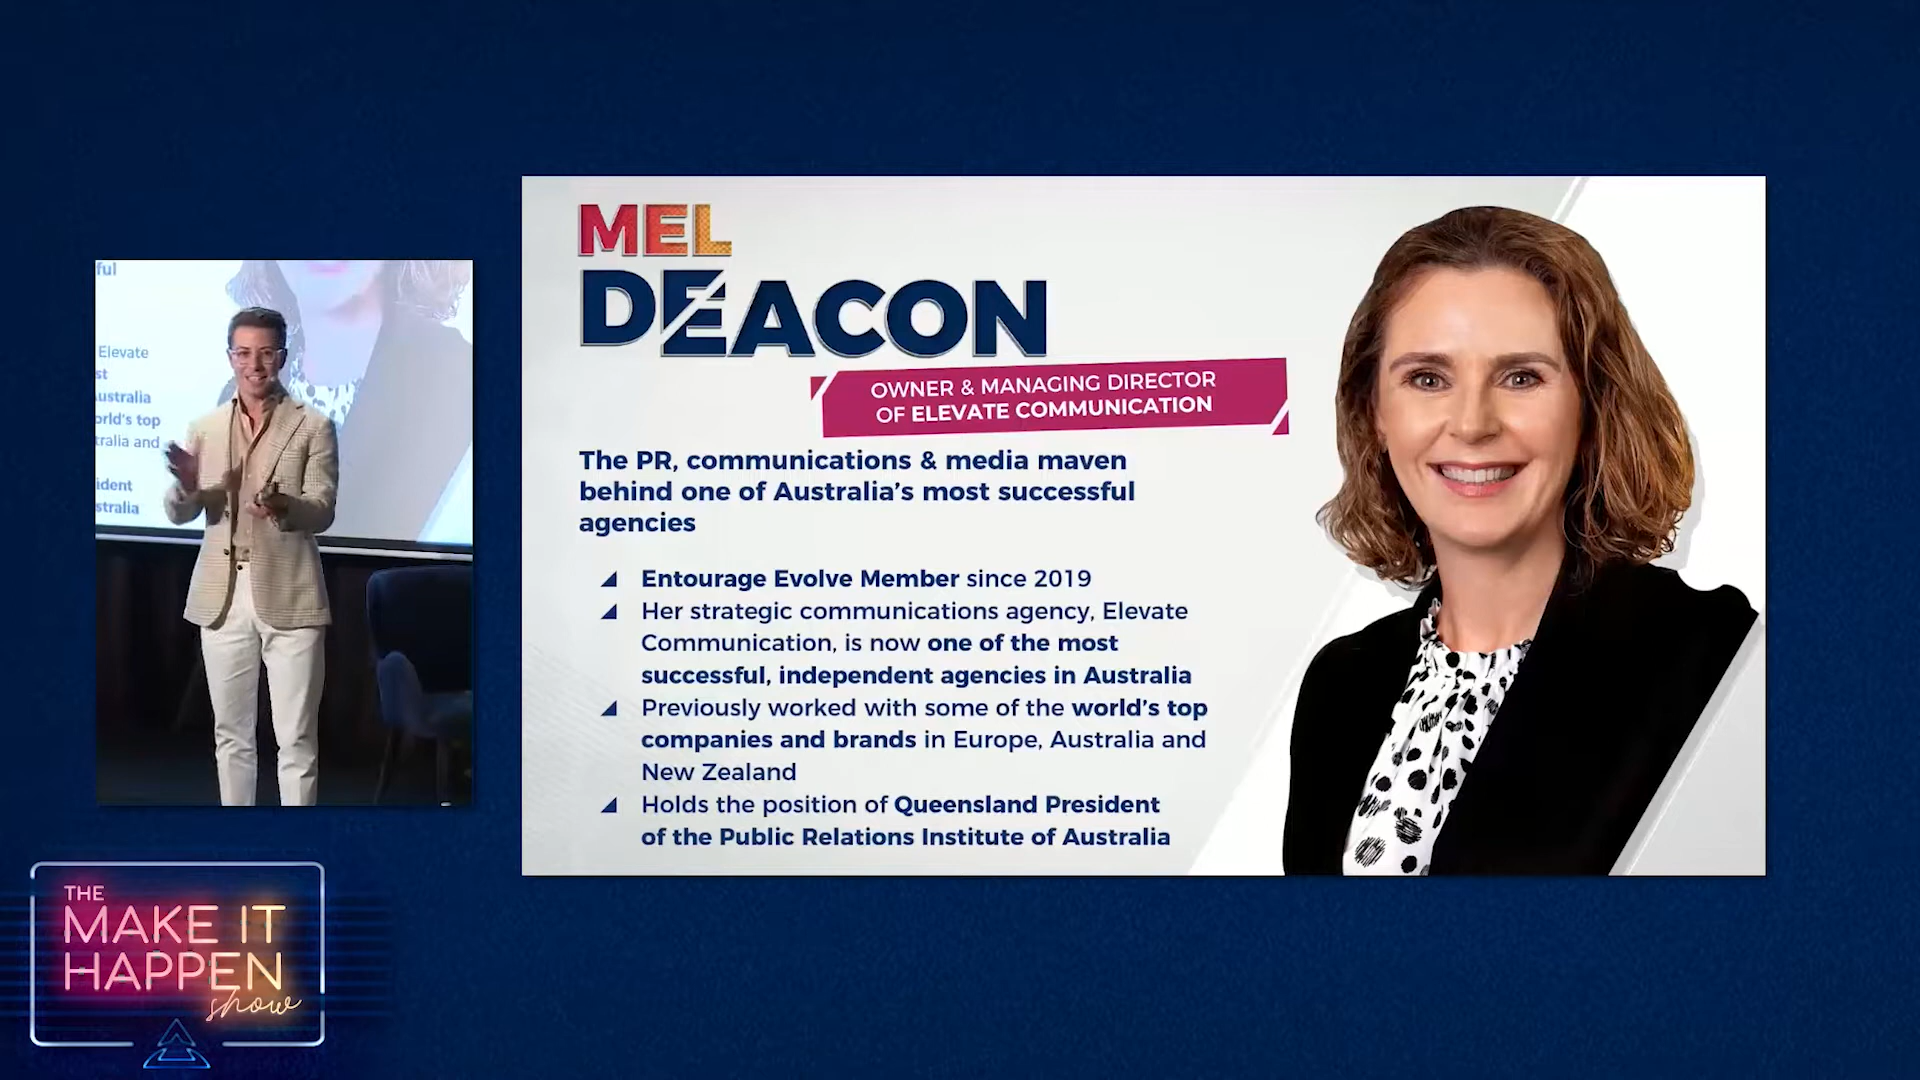 MEL
DEACON
OWNER & MANAGING DIRECTOR
OF ELEVATE COMMUNICATION
The PR, communications & media maven
behind one of Australia's most successful
agencies
Entourage Evolve Member since 2019
Her strategic communications agency, Elevate
Communication, is now one of the most
successful, independent agencies in Australia
Previously worked with some of the world's top
companies and brands in Europe, Australia and
New Zealand
Holds the position of Queensland President
of the Public Relations Institute of Australia
ful
Elevate
st
ustralia
orld's top
tralia and
ident
stralia
THE
MAKE IT
HAPPEN
show